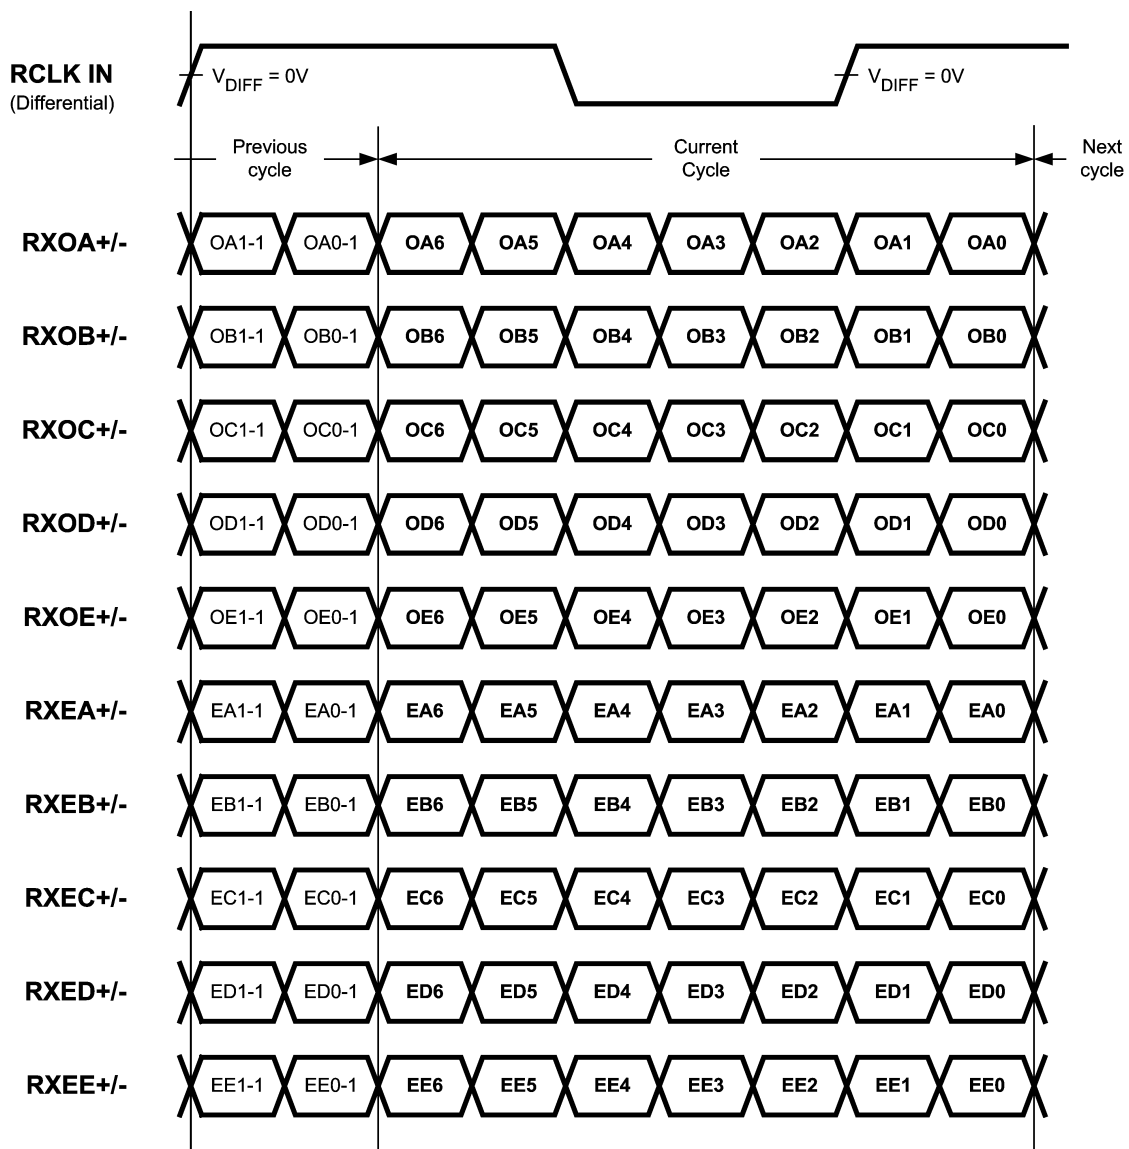 RCLK IN
(Differential)
VDIFF = 0V
VDIFF = 0V
Previous
cycle
Current
Cycle
Next
cycle
RXOA+/- OA1-1 OA0-1 OA6 OA5 OA4 OA3 OA2 OA1 OA0
RXOB+/- OB1-1 OB0-1 OB6 OB5 OB4 OB3 OB2 OB1 OB0
RXOC+/- OC1-1 OC0-1 OC6 OC5 OC4 OC3 OC2 OC1 OC0
RXOD+/- OD1-1 OD0-1 OD6 OD5 OD4 OD3 OD2 OD1 OD0
RXOE+/- OE1-1 OE0-1 OE6 OE5 OE4 OE3 OE2 OE1 OE0
RXEA+/- EA1-1 EA0-1 EA6 EA5 EA4 EA3 EA2 EA1 EA0
RXEB+/- EB1-1 EB0-1 EB6 EB5 EB4 EB3 EB2 EB1 EB0
RXEC+/- EC1-1 EC0-1 EC6 EC5 EC4 EC3 EC2 EC1 EC0
RXED+/- ED1-1 ED0-1 ED6 ED5 ED4 ED3 ED2 ED1 ED0
RXEE+/- EE1-1 EE0-1 EE6 EE5 EE4 EE3 EE2 EE1 EE0